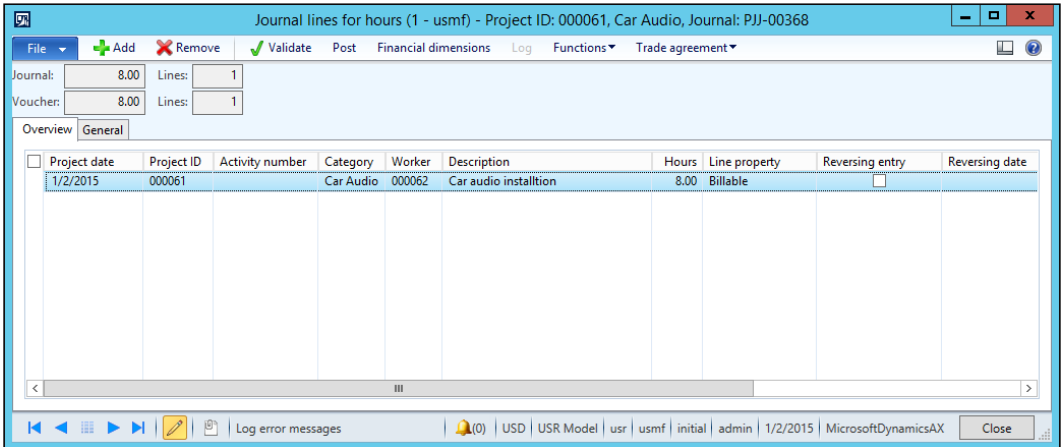 Journal lines for hours (1 - usmf) - Project ID: 000061, Car Audio, Journal: PJJ-00368
File Add Remove Validate Post Financial dimensions Log Functions Trade agreement
Journal: 8.00 Lines: 1
Voucher: 8.00 Lines: 1
Overview General
Project date Project ID Activity number Category Worker Description Hours Line property Reversing entry Reversing date
1/2/2015 000061 Car Audio 000062 Car audio installtion 8.00 Billable
Log error messages (0) USD USR Model usr usmf initial admin 1/2/2015 MicrosoftDynamicsAX Close